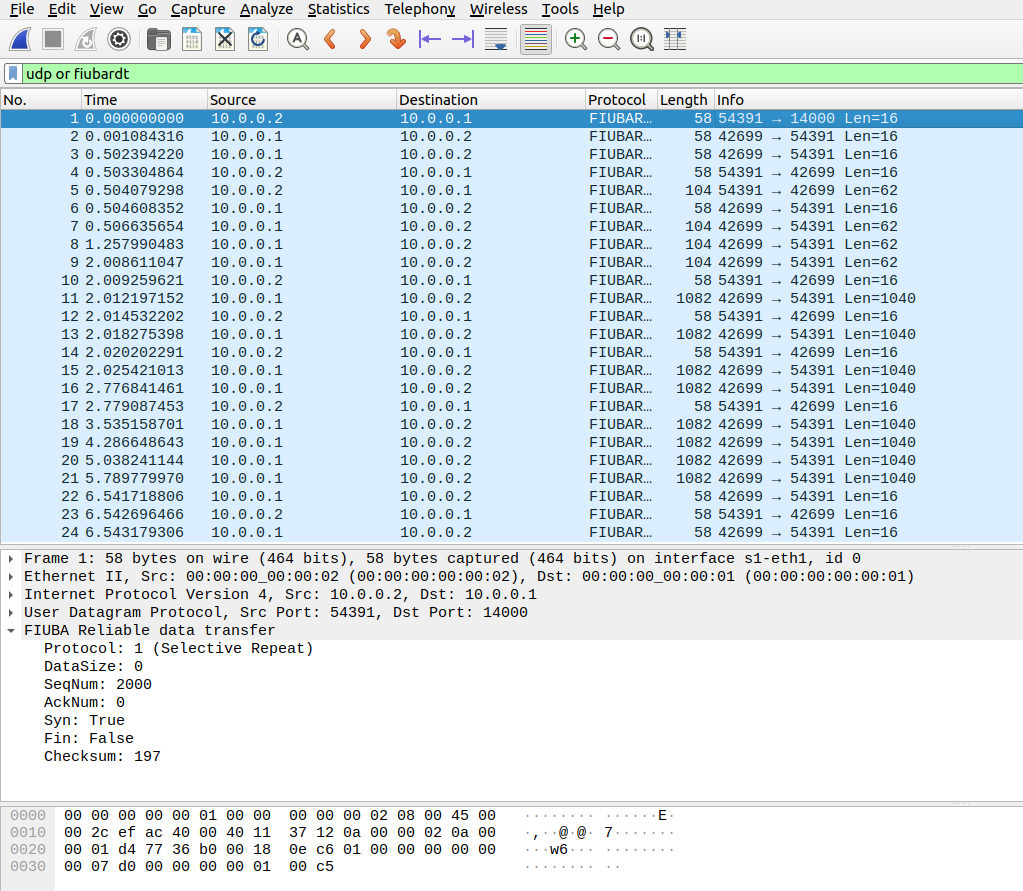 File Edit View Go Capture Analyze Statistics Telephony Wireless Tools Help
udp or fiubardt
No. Time Source Destination Protocol Length Info
1 0.000000000 10.0.0.2 10.0.0.1 FIUBAR… 58 54391 → 14000 Len=16
2 0.001084316 10.0.0.1 10.0.0.2 FIUBAR… 58 42699 → 54391 Len=16
3 0.502394220 10.0.0.1 10.0.0.2 FIUBAR… 58 42699 → 54391 Len=16
4 0.503304864 10.0.0.2 10.0.0.1 FIUBAR… 58 54391 → 42699 Len=16
5 0.504079298 10.0.0.2 10.0.0.1 FIUBAR… 104 54391 → 42699 Len=62
6 0.504608352 10.0.0.1 10.0.0.2 FIUBAR… 58 42699 → 54391 Len=16
7 0.506635654 10.0.0.1 10.0.0.2 FIUBAR… 104 42699 → 54391 Len=62
8 1.257990483 10.0.0.1 10.0.0.2 FIUBAR… 104 42699 → 54391 Len=62
9 2.008611047 10.0.0.1 10.0.0.2 FIUBAR… 104 42699 → 54391 Len=62
10 2.009259621 10.0.0.2 10.0.0.1 FIUBAR… 58 54391 → 42699 Len=16
11 2.012197152 10.0.0.1 10.0.0.2 FIUBAR… 1082 42699 → 54391 Len=1040
12 2.014532202 10.0.0.2 10.0.0.1 FIUBAR… 58 54391 → 42699 Len=16
13 2.018275398 10.0.0.1 10.0.0.2 FIUBAR… 1082 42699 → 54391 Len=1040
14 2.020202291 10.0.0.2 10.0.0.1 FIUBAR… 58 54391 → 42699 Len=16
15 2.025421013 10.0.0.1 10.0.0.2 FIUBAR… 1082 42699 → 54391 Len=1040
16 2.776841461 10.0.0.1 10.0.0.2 FIUBAR… 1082 42699 → 54391 Len=1040
17 2.779087453 10.0.0.2 10.0.0.1 FIUBAR… 58 54391 → 42699 Len=16
18 3.535158701 10.0.0.1 10.0.0.2 FIUBAR… 1082 42699 → 54391 Len=1040
19 4.286648643 10.0.0.1 10.0.0.2 FIUBAR… 1082 42699 → 54391 Len=1040
20 5.038241144 10.0.0.1 10.0.0.2 FIUBAR… 1082 42699 → 54391 Len=1040
21 5.789779970 10.0.0.1 10.0.0.2 FIUBAR… 1082 42699 → 54391 Len=1040
22 6.541718806 10.0.0.1 10.0.0.2 FIUBAR… 58 42699 → 54391 Len=16
23 6.542696466 10.0.0.2 10.0.0.1 FIUBAR… 58 54391 → 42699 Len=16
24 6.543179306 10.0.0.1 10.0.0.2 FIUBAR… 58 42699 → 54391 Len=16
Frame 1: 58 bytes on wire (464 bits), 58 bytes captured (464 bits) on interface s1-eth1, id 0
Ethernet II, Src: 00:00:00_00:00:02 (00:00:00:00:00:02), Dst: 00:00:00_00:00:01 (00:00:00:00:00:01)
Internet Protocol Version 4, Src: 10.0.0.2, Dst: 10.0.0.1
User Datagram Protocol, Src Port: 54391, Dst Port: 14000
FIUBA Reliable data transfer
Protocol: 1 (Selective Repeat)
DataSize: 0
SeqNum: 2000
AckNum: 0
Syn: True
Fin: False
Checksum: 197
0000 00 00 00 00 00 01 00 00 00 00 00 02 08 00 45 00 ········ ······E·
0010 00 2c ef ac 40 00 40 11 37 12 0a 00 00 02 0a 00 ·,··@·@· 7·······
0020 00 01 d4 77 36 b0 00 18 0e c6 01 00 00 00 00 00 ···w6··· ········
0030 00 07 d0 00 00 00 00 01 00 c5 ········ ··